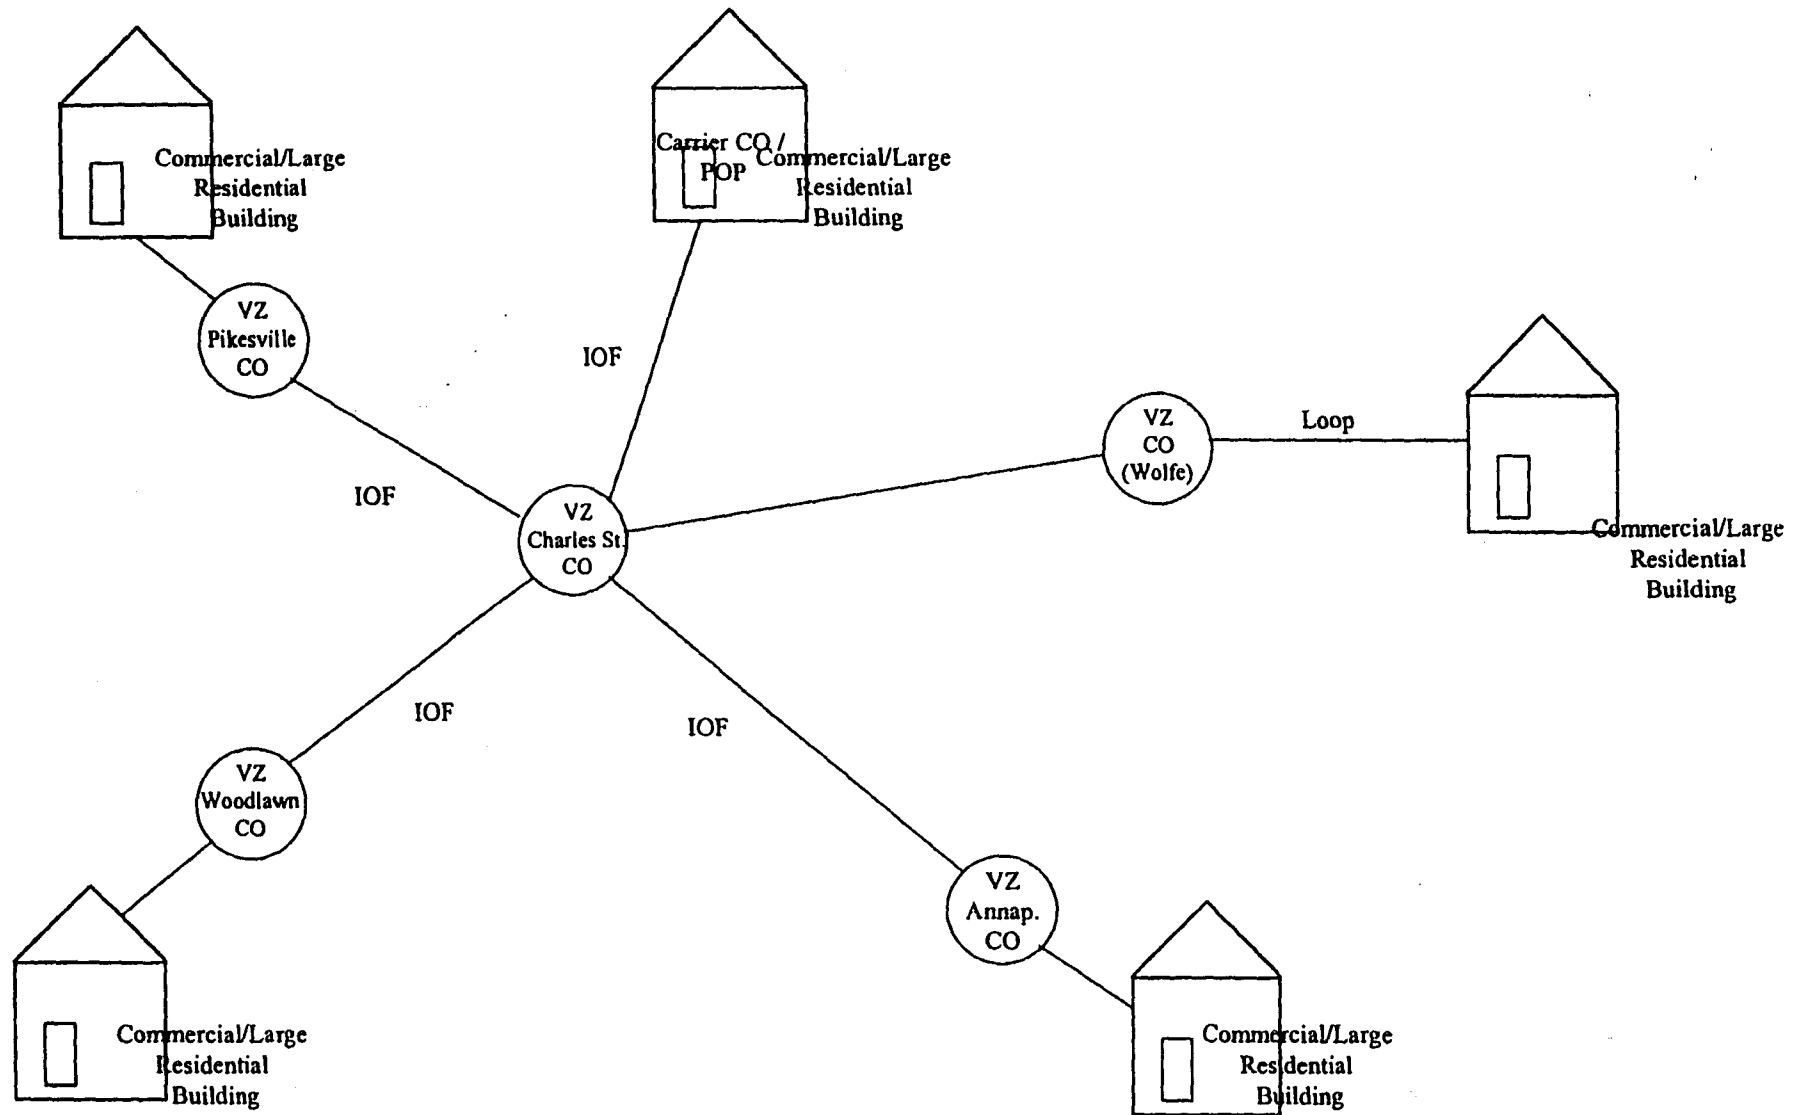 Commercial/Large
Residential
Building
Carrier CO /
POP
Commercial/Large
Residential
Building
VZ
Pikesville
CO
IOF
VZ
CO
(Wolfe)
Loop
Commercial/Large
Residential
Building
IOF
VZ
Charles St.
CO
IOF
IOF
VZ
Woodlawn
CO
VZ
Annap.
CO
Commercial/Large
Residential
Building
Commercial/Large
Residential
Building